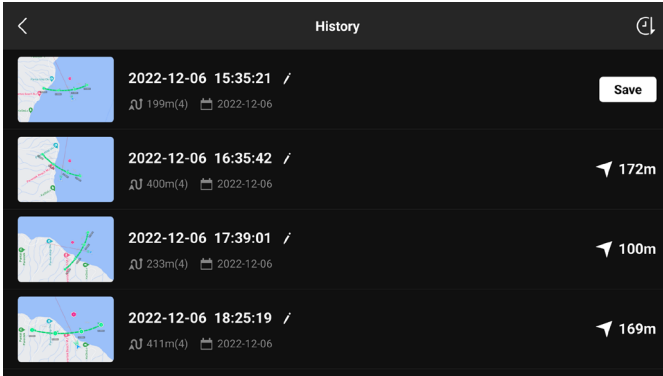 History
2022-12-06 15:35:21
199m(4) 2022-12-06
Save
2022-12-06 16:35:42
400m(4) 2022-12-06
172m
2022-12-06 17:39:01
233m(4) 2022-12-06
100m
2022-12-06 18:25:19
411m(4) 2022-12-06
169m